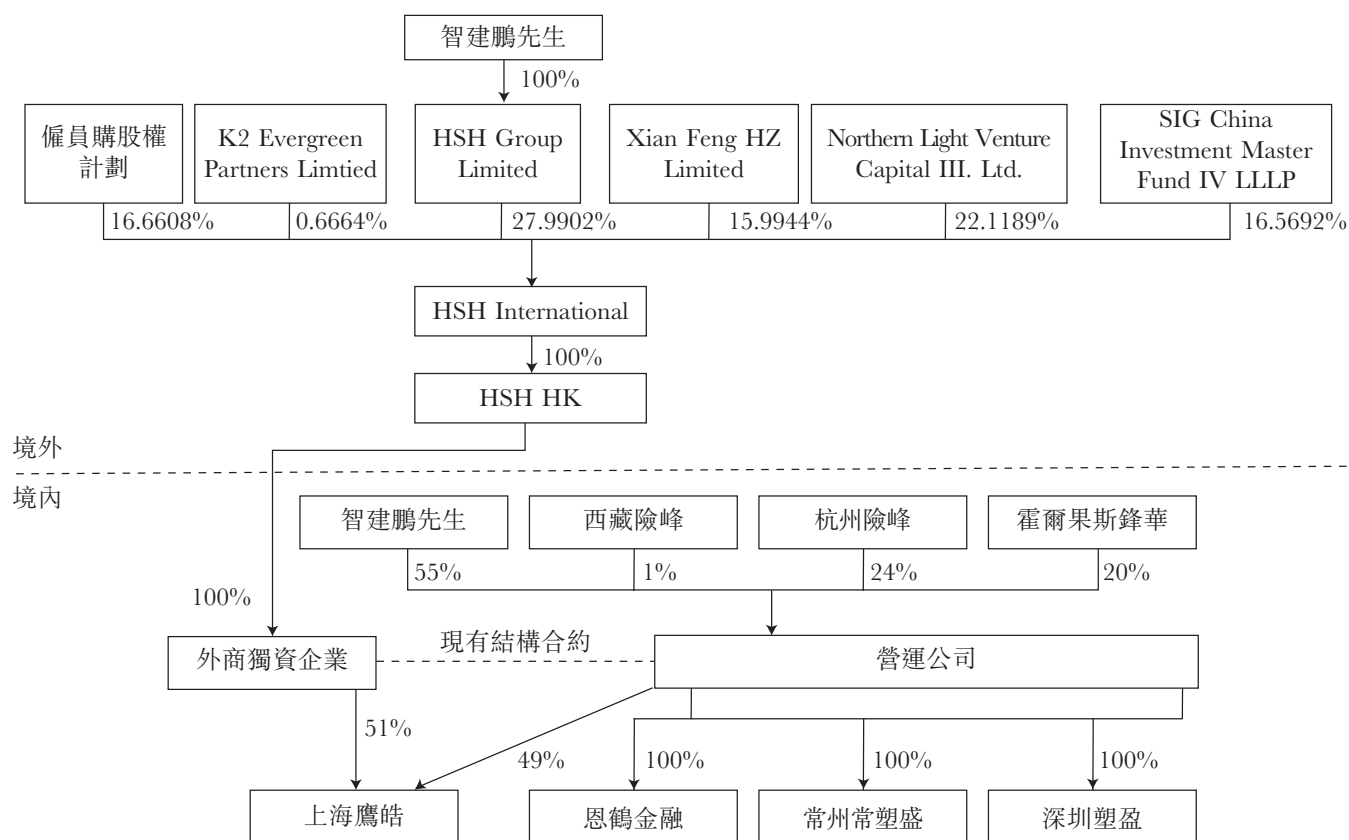 智建鵬先生
100%
僱員購股權
計劃
K2 Evergreen
Partners Limtied
HSH Group
Limited
Xian Feng HZ
Limited
Northern Light Venture
Capital III. Ltd.
SIG China
Investment Master
Fund IV LLLP
16.6608%
0.6664%
27.9902%
15.9944%
22.1189%
16.5692%
HSH International
100%
HSH HK
境外
境內
智建鵬先生
西藏險峰
杭州險峰
霍爾果斯鋒華
55%
1%
24%
20%
100%
外商獨資企業
現有結構合約
營運公司
51%
49%
100%
100%
100%
上海鷹皓
恩鶴金融
常州常塑盛
深圳塑盈